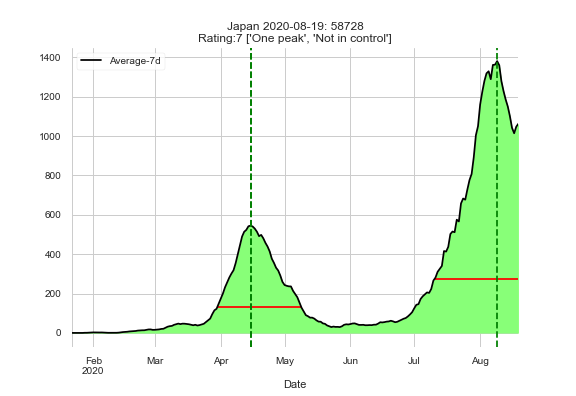 Japan 2020-08-19: 58728
Rating:7 ['One peak', 'Not in control']
Average-7d
1400
1200
1000
800
600
400
200
0
Feb Mar Apr May Jun Jul Aug
2020
Date